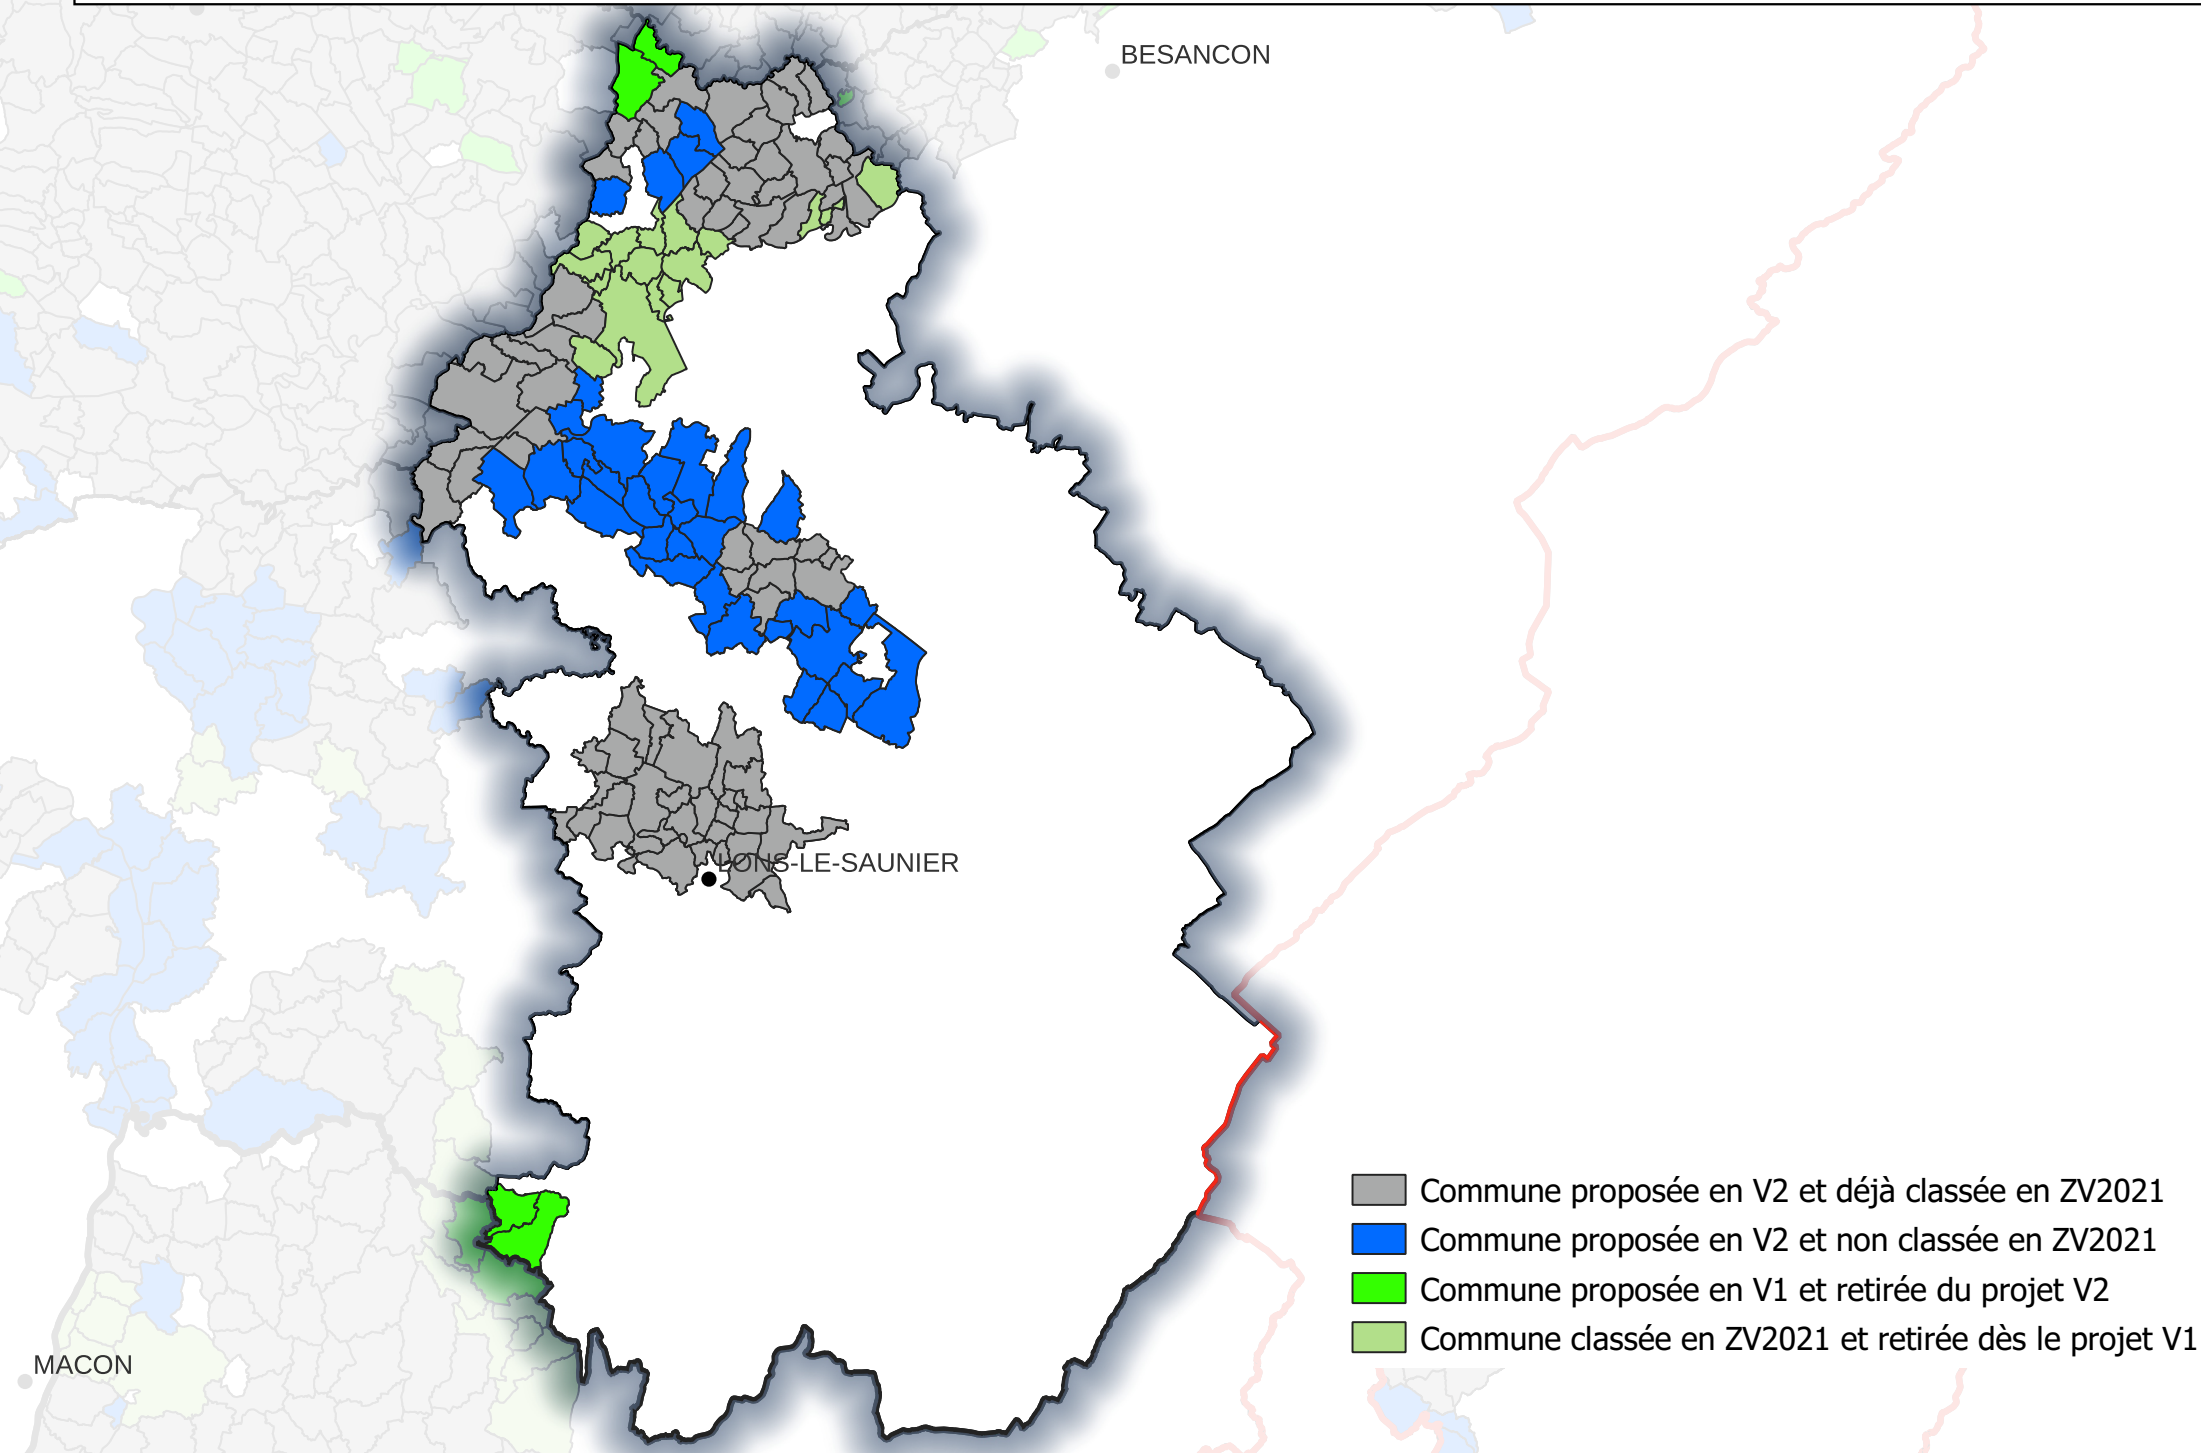 BESANCON
LONS-LE-SAUNIER
Commune proposée en V2 et déjà classée en ZV2021
Commune proposée en V2 et non classée en ZV2021
Commune proposée en V1 et retirée du projet V2
Commune classée en ZV2021 et retirée dès le projet V1
MACON